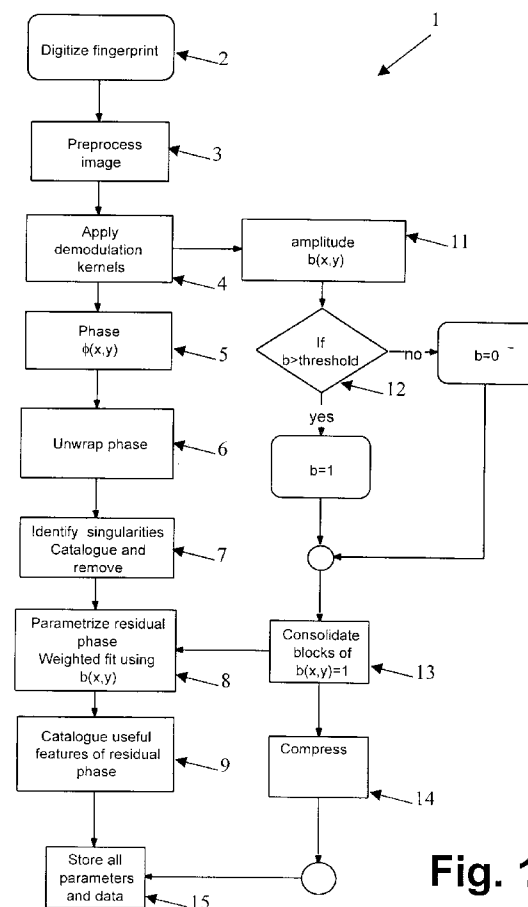 1
Digitize fingerprint
2
Preprocess
image
3
Apply
demodulation
kernels
4
amplitude
b(x,y)
11
Phase
ϕ(x,y)
5
If
b>threshold
12
no
b=0
yes
Unwrap phase
6
b=1
Identify singularities
Catalogue and
remove
7
Parametrize residual
phase
Weighted fit using
b(x,y)
8
Consolidate
blocks of
b(x,y)=1
13
Catalogue useful
features of residual
phase
9
Compress
14
Store all
parameters
and data
15
Fig. 1